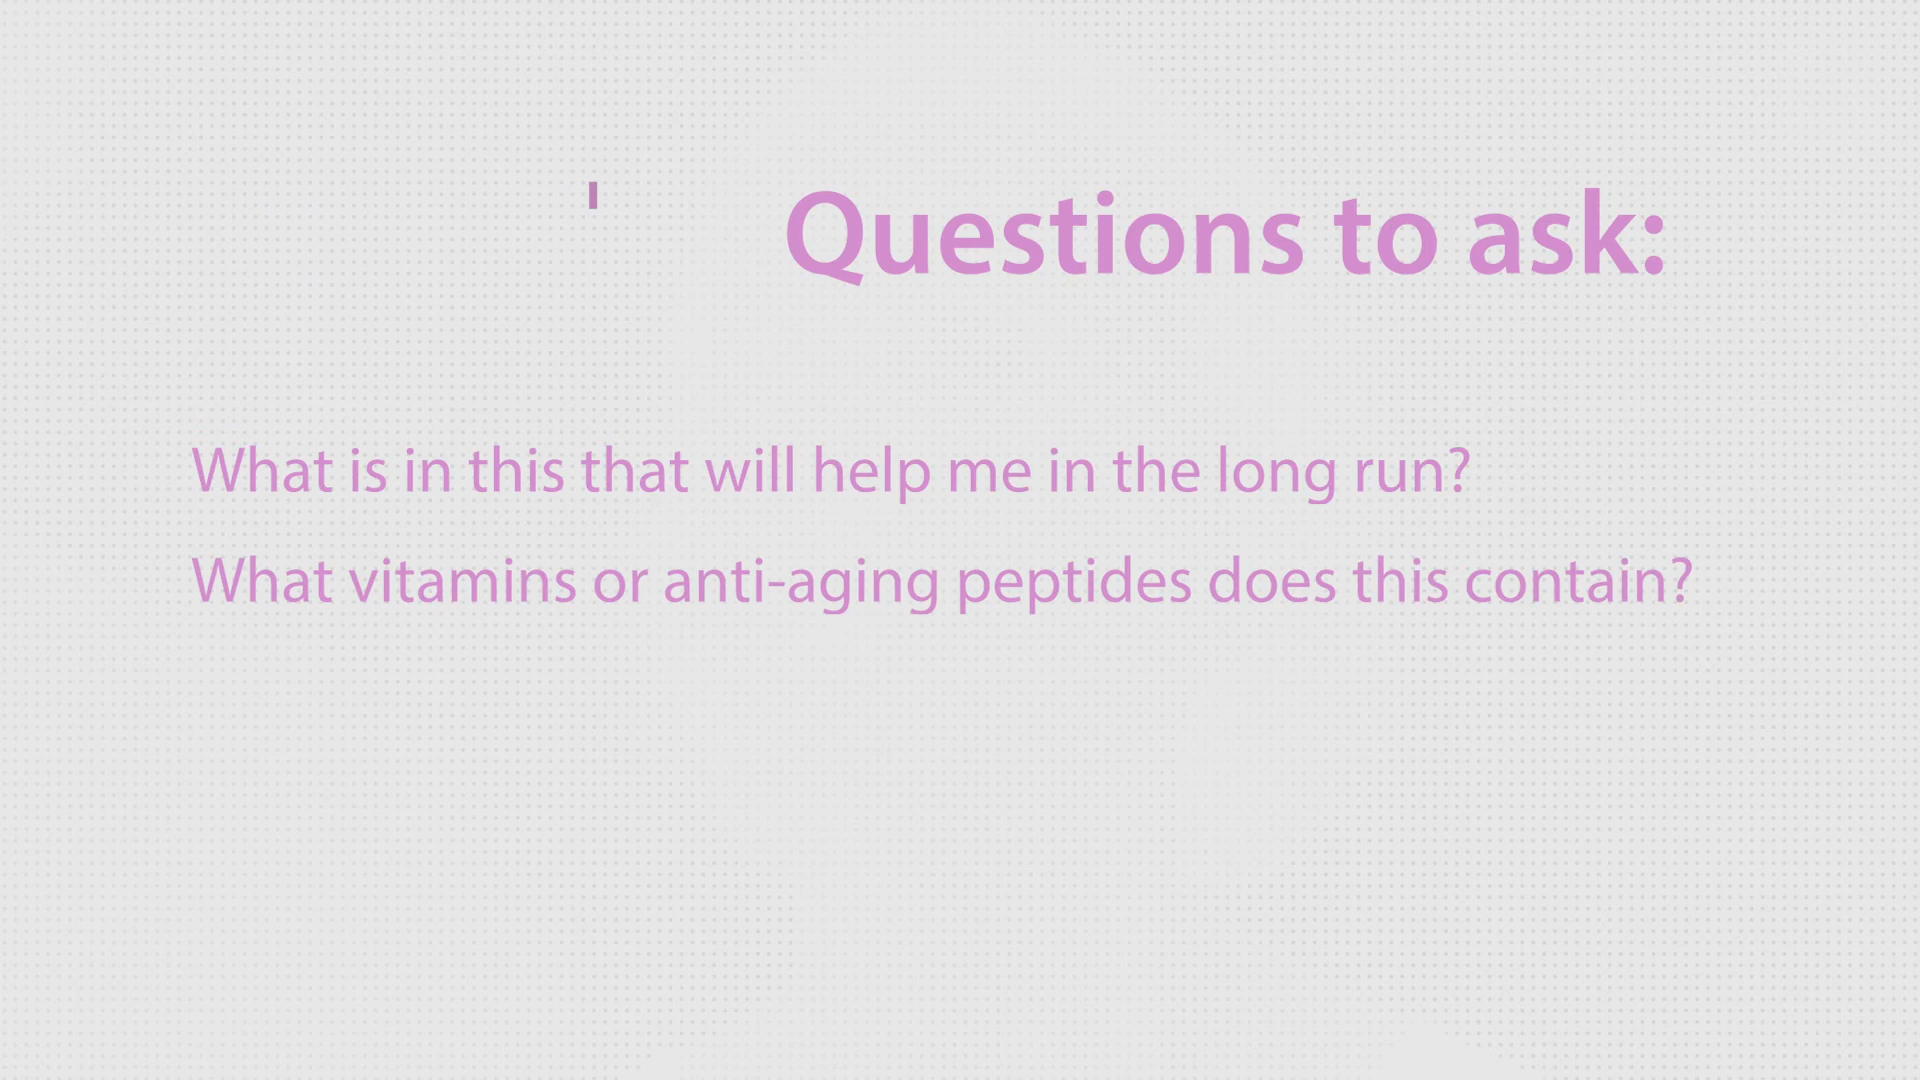 Questions to ask:
What is in this that will help me in the long run?
What vitamins or anti-aging peptides does this contain?